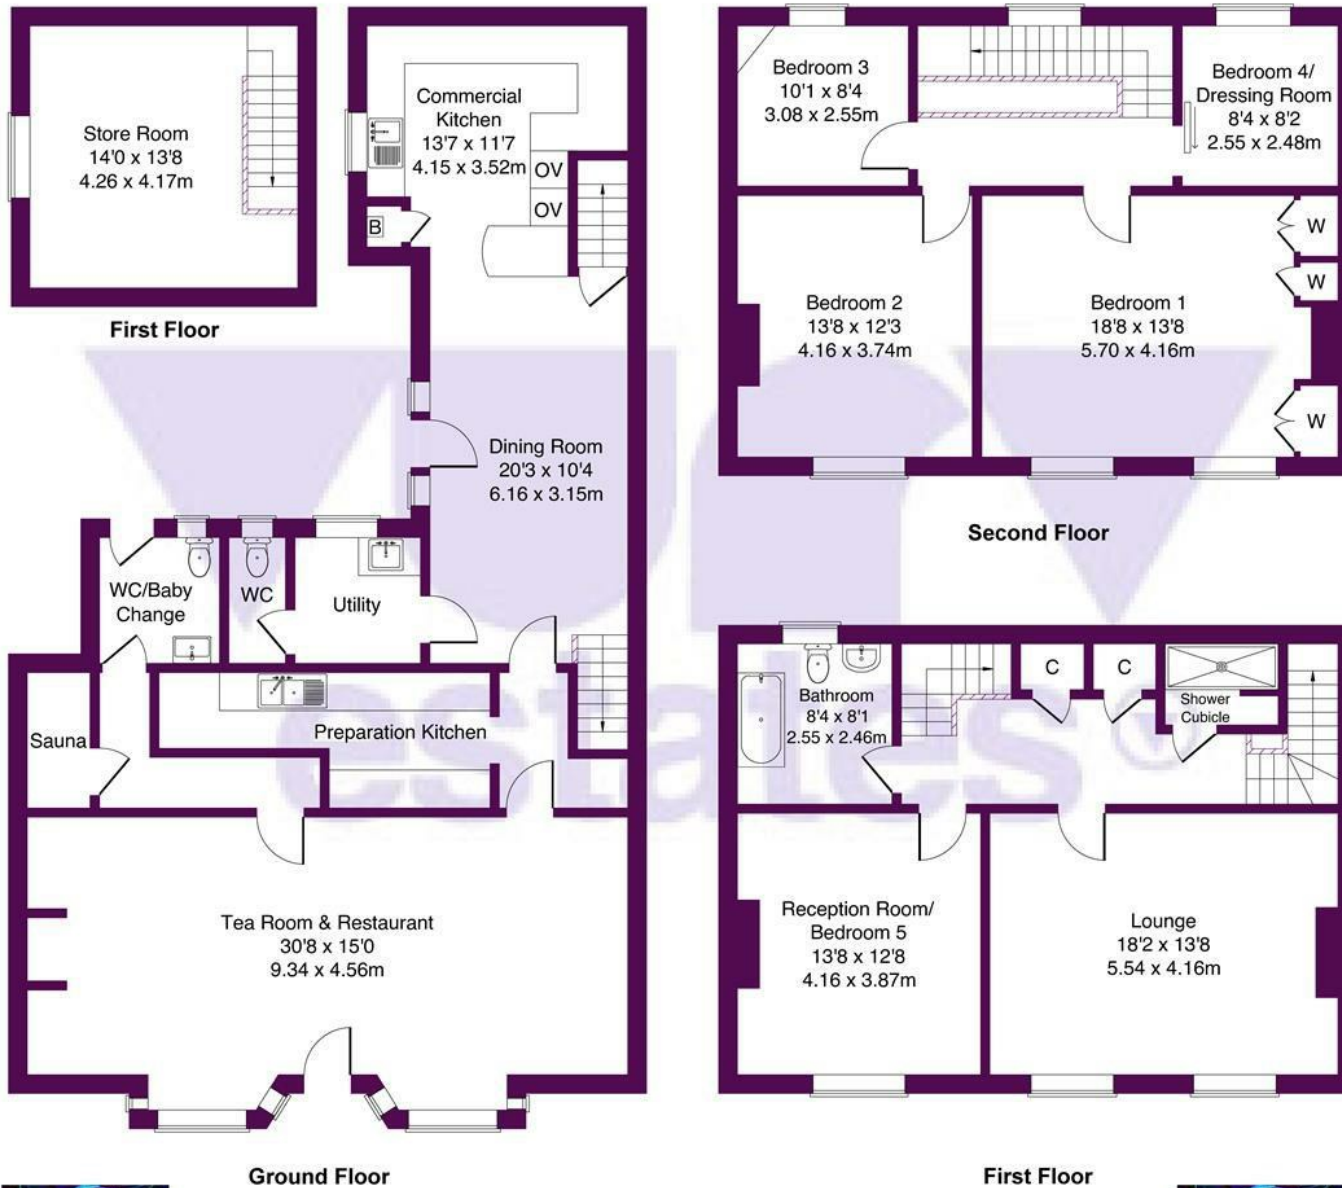 Store Room
14'0 x 13'8
4.26 x 4.17m
First Floor
Commercial
Kitchen
13'7 x 11'7
4.15 x 3.52m
OV
OV
B
Dining Room
20'3 x 10'4
6.16 x 3.15m
WC/Baby
Change
WC
Utility
Sauna
Preparation Kitchen
Tea Room & Restaurant
30'8 x 15'0
9.34 x 4.56m
Ground Floor
Bedroom 3
10'1 x 8'4
3.08 x 2.55m
Bedroom 4/
Dressing Room
8'4 x 8'2
2.55 x 2.48m
Bedroom 2
13'8 x 12'3
4.16 x 3.74m
Bedroom 1
18'8 x 13'8
5.70 x 4.16m
W
W
W
Second Floor
Bathroom
8'4 x 8'1
2.55 x 2.46m
C
C
Shower
Cubicle
Reception Room/
Bedroom 5
13'8 x 12'8
4.16 x 3.87m
Lounge
18'2 x 13'8
5.54 x 4.16m
First Floor
estates